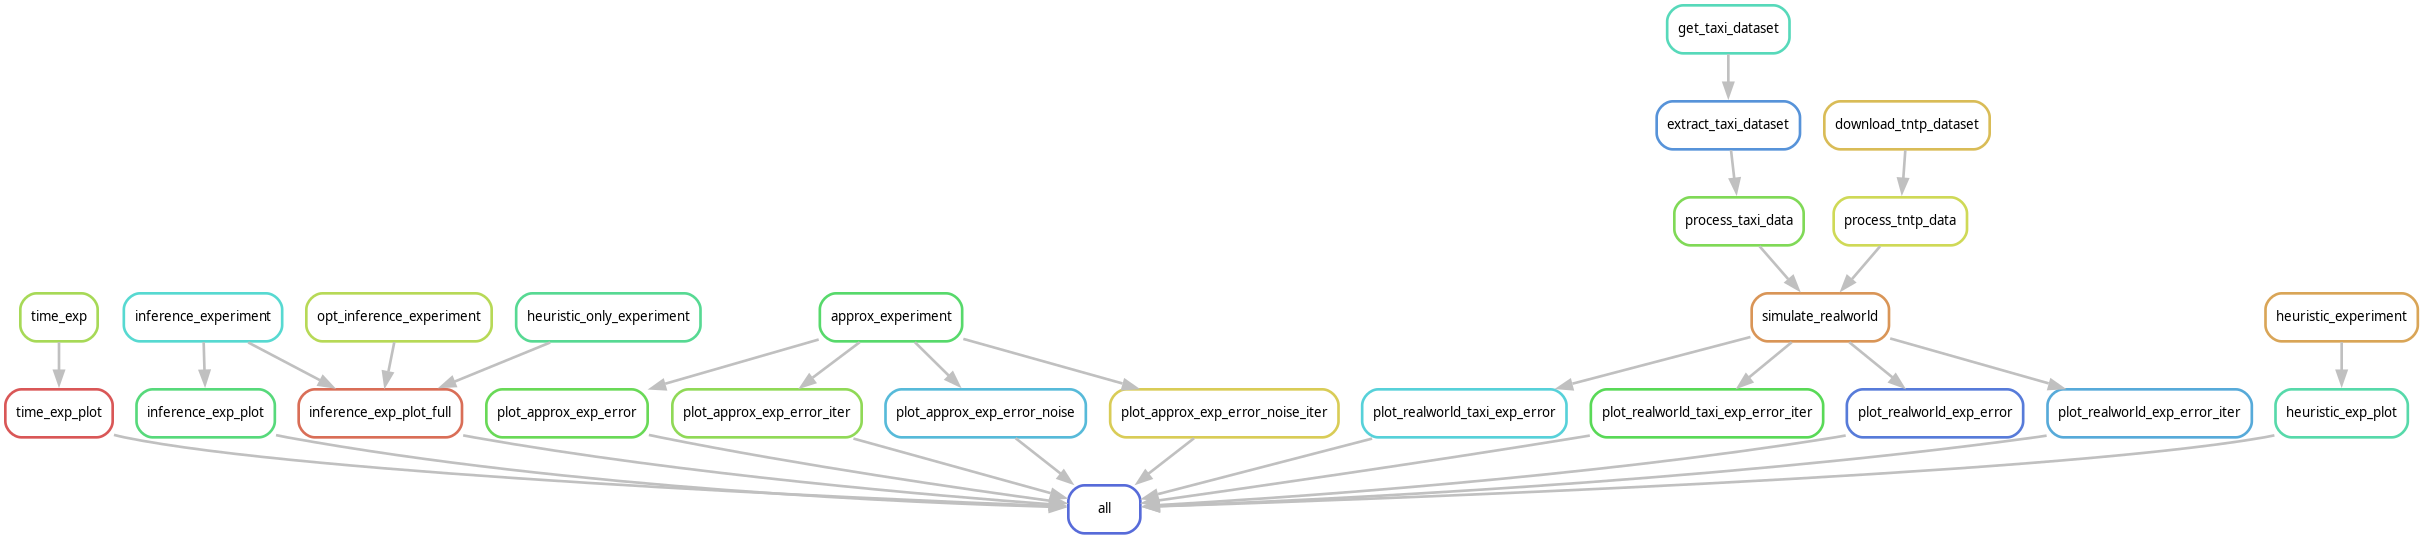 get_taxi_dataset
extract_taxi_dataset
download_tntp_dataset
process_taxi_data
process_tntp_data
time_exp
inference_experiment
opt_inference_experiment
heuristic_only_experiment
approx_experiment
simulate_realworld
heuristic_experiment
time_exp_plot
inference_exp_plot
inference_exp_plot_full
plot_approx_exp_error
plot_approx_exp_error_iter
plot_approx_exp_error_noise
plot_approx_exp_error_noise_iter
plot_realworld_taxi_exp_error
plot_realworld_taxi_exp_error_iter
plot_realworld_exp_error
plot_realworld_exp_error_iter
heuristic_exp_plot
all